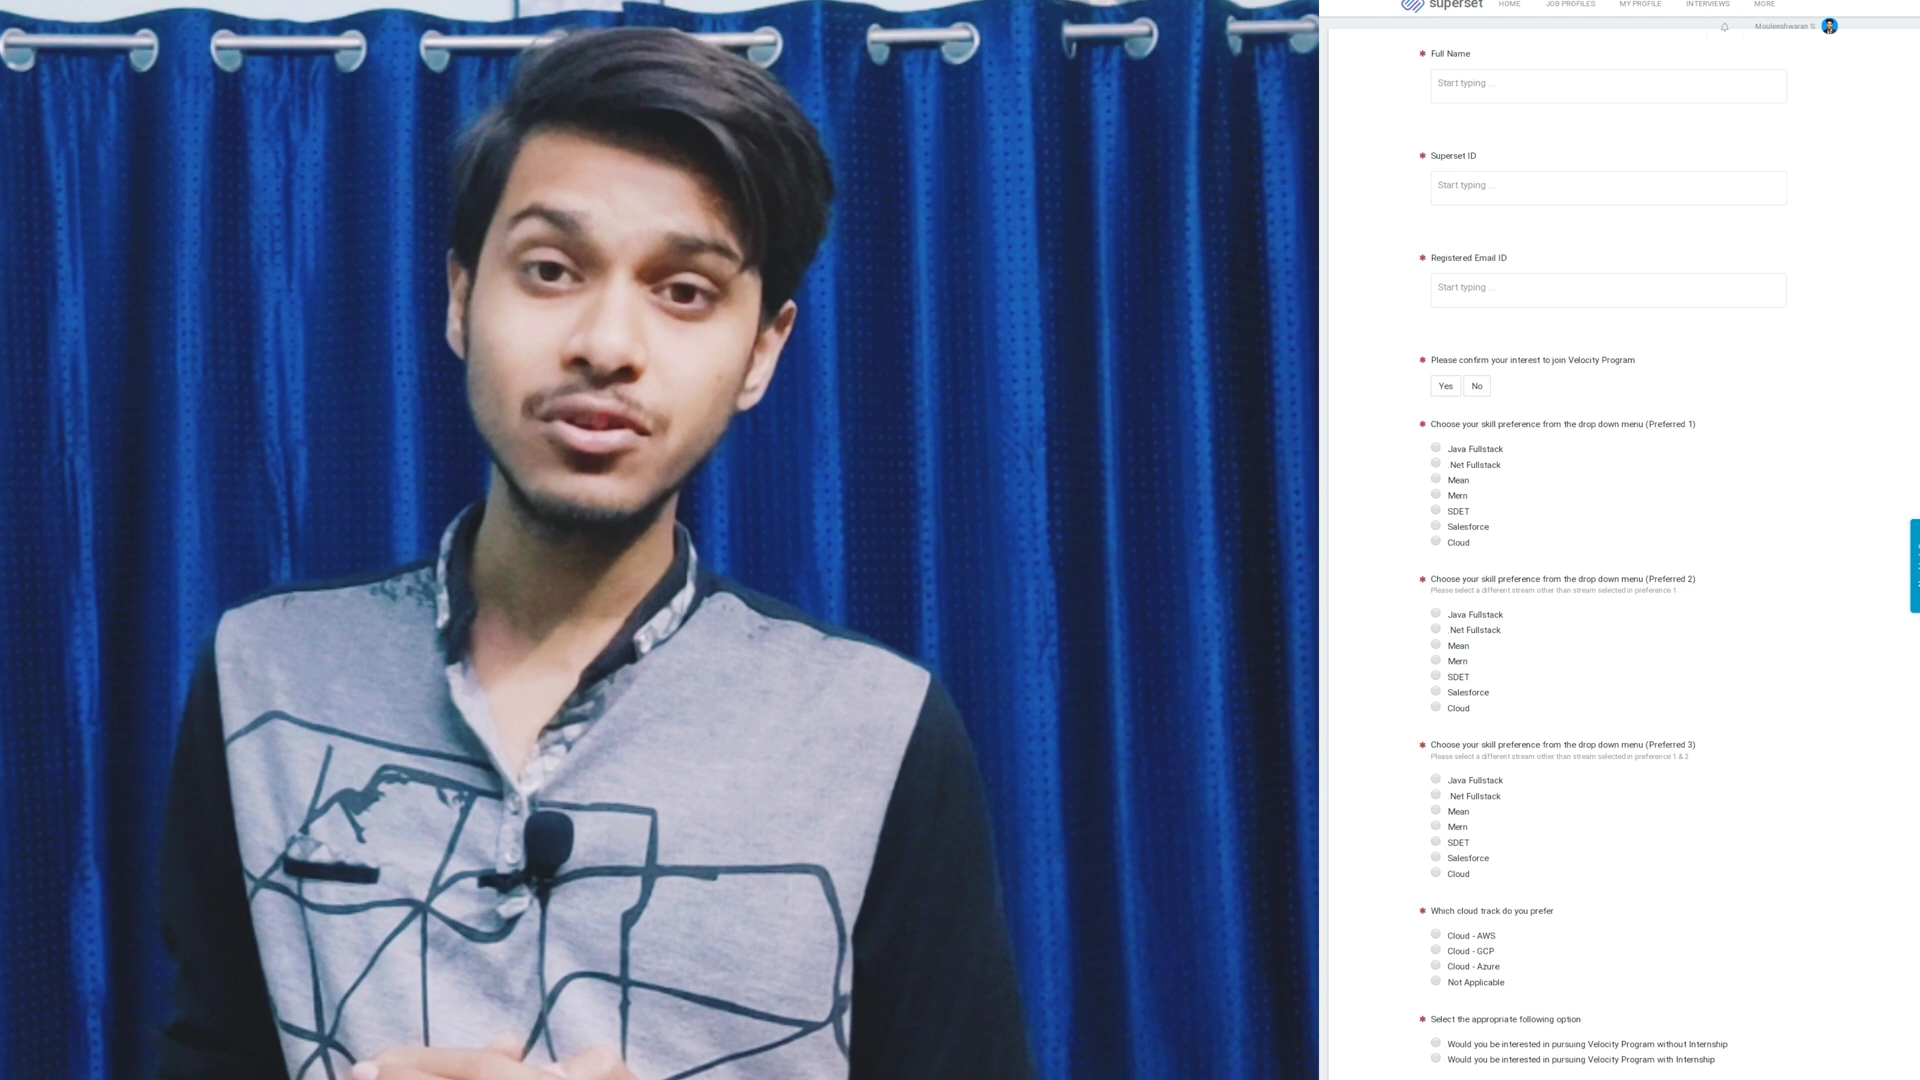 superset HOME JOB PROFILES MY PROFILE INTERVIEWS MORE
Mouleeshwaran S
* Full Name
Start typing ...
* Superset ID
Start typing ...
* Registered Email ID
Start typing ...
* Please confirm your interest to join Velocity Program
Yes No
* Choose your skill preference from the drop down menu (Preferred 1)
Java Fullstack
.Net Fullstack
Mean
Mern
SDET
Salesforce
Cloud
* Choose your skill preference from the drop down menu (Preferred 2)
Please select a different stream other than stream selected in preference 1
Java Fullstack
.Net Fullstack
Mean
Mern
SDET
Salesforce
Cloud
* Choose your skill preference from the drop down menu (Preferred 3)
Please select a different stream other than stream selected in preference 1 & 2
Java Fullstack
.Net Fullstack
Mean
Mern
SDET
Salesforce
Cloud
* Which cloud track do you prefer
Cloud - AWS
Cloud - GCP
Cloud - Azure
Not Applicable
* Select the appropriate following option
Would you be interested in pursuing Velocity Program without Internship
Would you be interested in pursuing Velocity Program with Internship